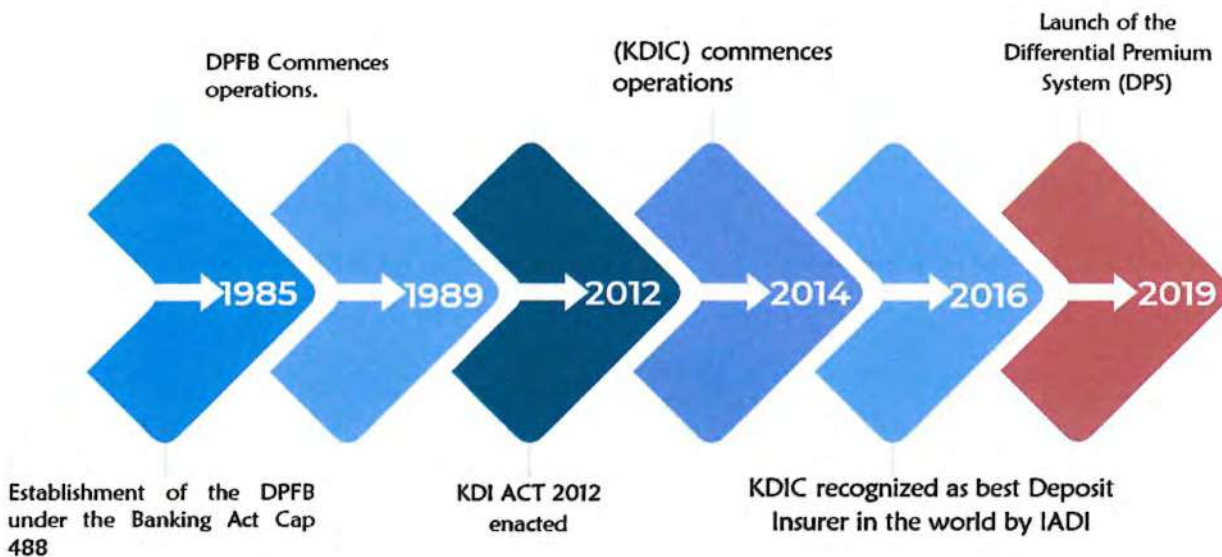 DPFB Commences
operations.
(KDIC) commences
operations
Launch of the
Differential Premium
System (DPS)
1985
1989
2012
2014
2016
2019
Establishment of the DPFB
under the Banking Act Cap
488
KDI ACT 2012
enacted
KDIC recognized as best Deposit
Insurer in the world by IADI